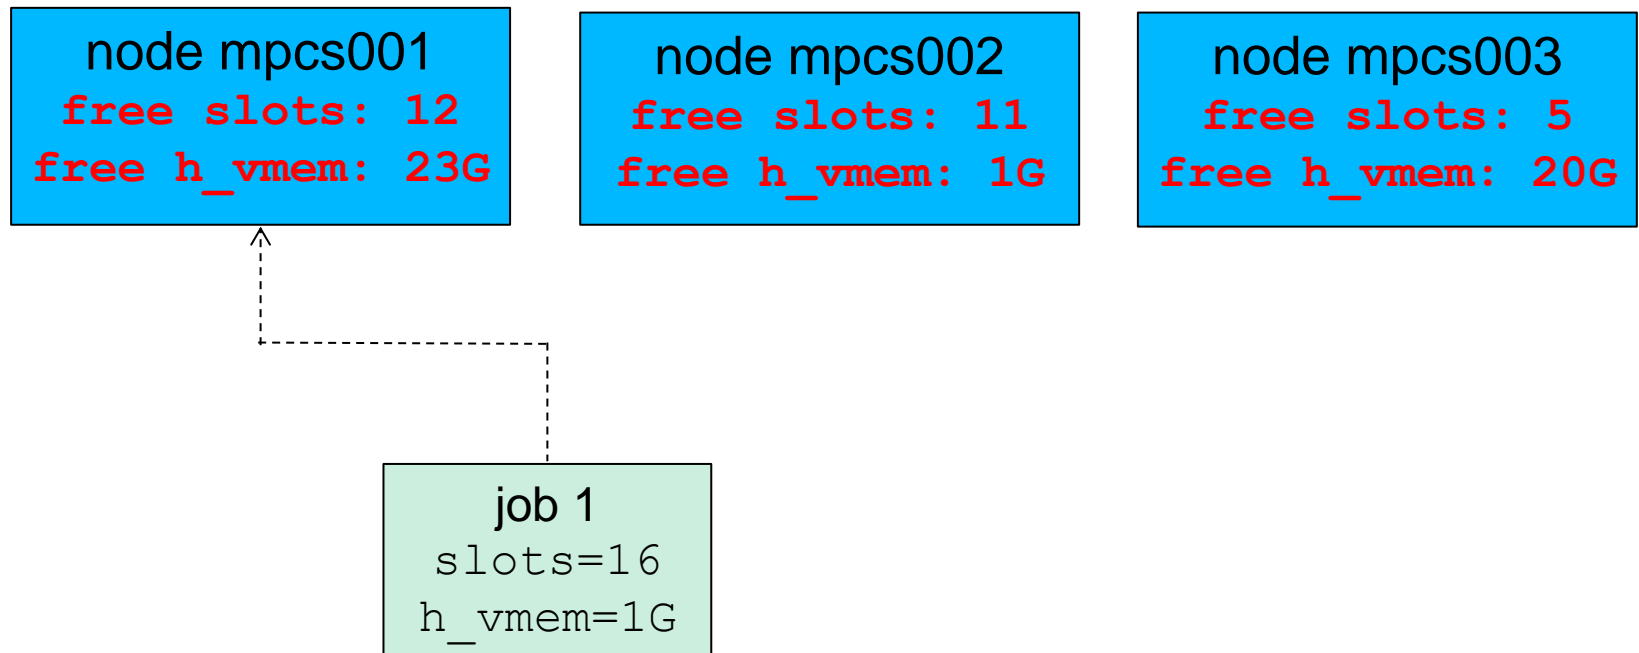 node mpcs001
free slots: 12
free h_vmem: 23G
node mpcs002
free slots: 11
free h_vmem: 1G
node mpcs003
free slots: 5
free h_vmem: 20G
job 1
slots=16
h_vmem=1G